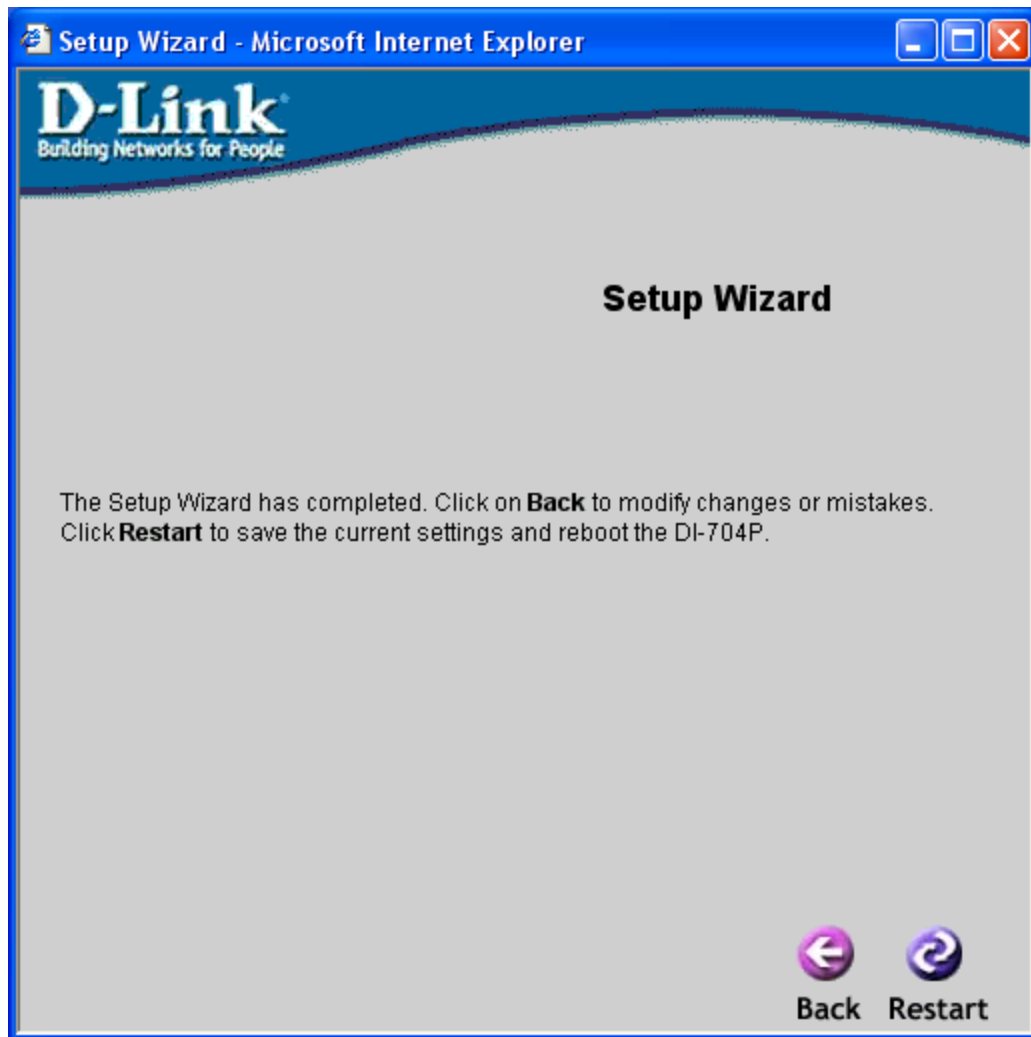 Setup Wizard - Microsoft Internet Explorer
D-Link
Building Networks for People
Setup Wizard
The Setup Wizard has completed. Click on Back to modify changes or mistakes.
Click Restart to save the current settings and reboot the DI-704P.
Back Restart